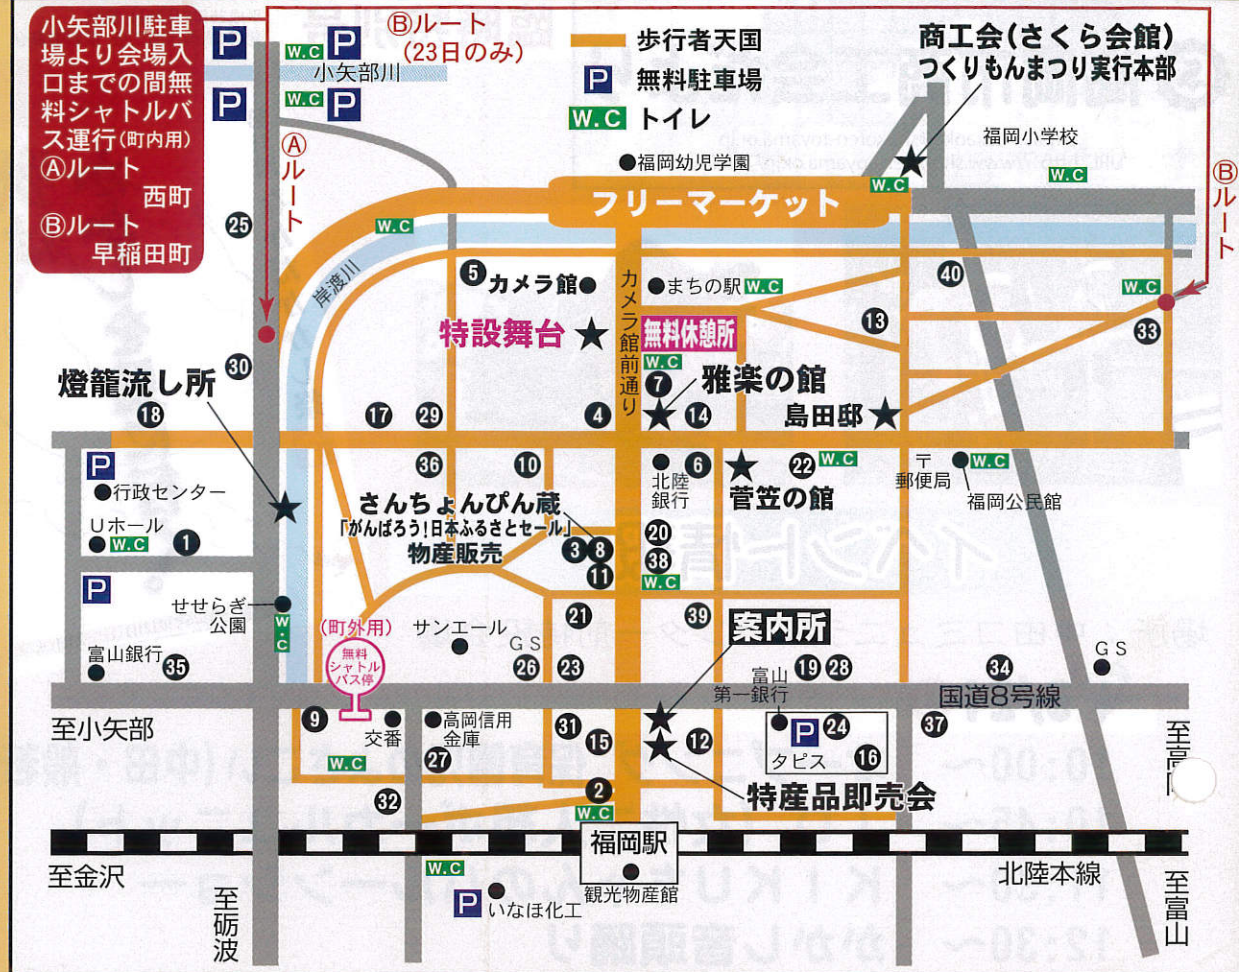 小矢部川駐車
場より会場入
口までの間無
料シャトルバ
ス運行(町内用)
Ⓐルート
西町
Ⓑルート
早稲田町
P
W.C
P
小矢部川
P
W.C
P
Ⓑルート
(23日のみ)
歩行者天国
P 無料駐車場
W.C トイレ
商工会(さくら会館)
つくりもんまつり実行本部
福岡小学校
W.C
W.C
福岡幼児学園
フリーマーケット
Ⓐルート
Ⓑルート
25
W.C
岸渡川
5
カメラ館
カメラ館前通り
まちの駅
W.C
40
W.C
13
33
特設舞台
無料休憩所
W.C
30
燈籠流し所
7
雅楽の館
18
17
29
4
14
島田邸
P
行政センター
Uホール
W.C
1
36
10
北陸
銀行
6
22
W.C
菅笠の館
〒
郵便局
W.C
福岡公民館
さんちょんぴん蔵
「がんばろう!日本ふるさとセール」
物産販売
3
8
11
20
38
W.C
P
せせらぎ
公園
W.C
富山銀行
35
(町外用)
無料
シャトル
バス停
サンエール
GS
21
26
23
39
案内所
富山
第一銀行
19
28
34
GS
国道8号線
至小矢部
9
交番
高岡信用
金庫
27
W.C
32
31
15
12
P
24
タピス
16
37
至高
2
W.C
特産品即売会
福岡駅
観光物産館
至金沢
北陸本線
至砺波
W.C
P
いなほ化工
至富山